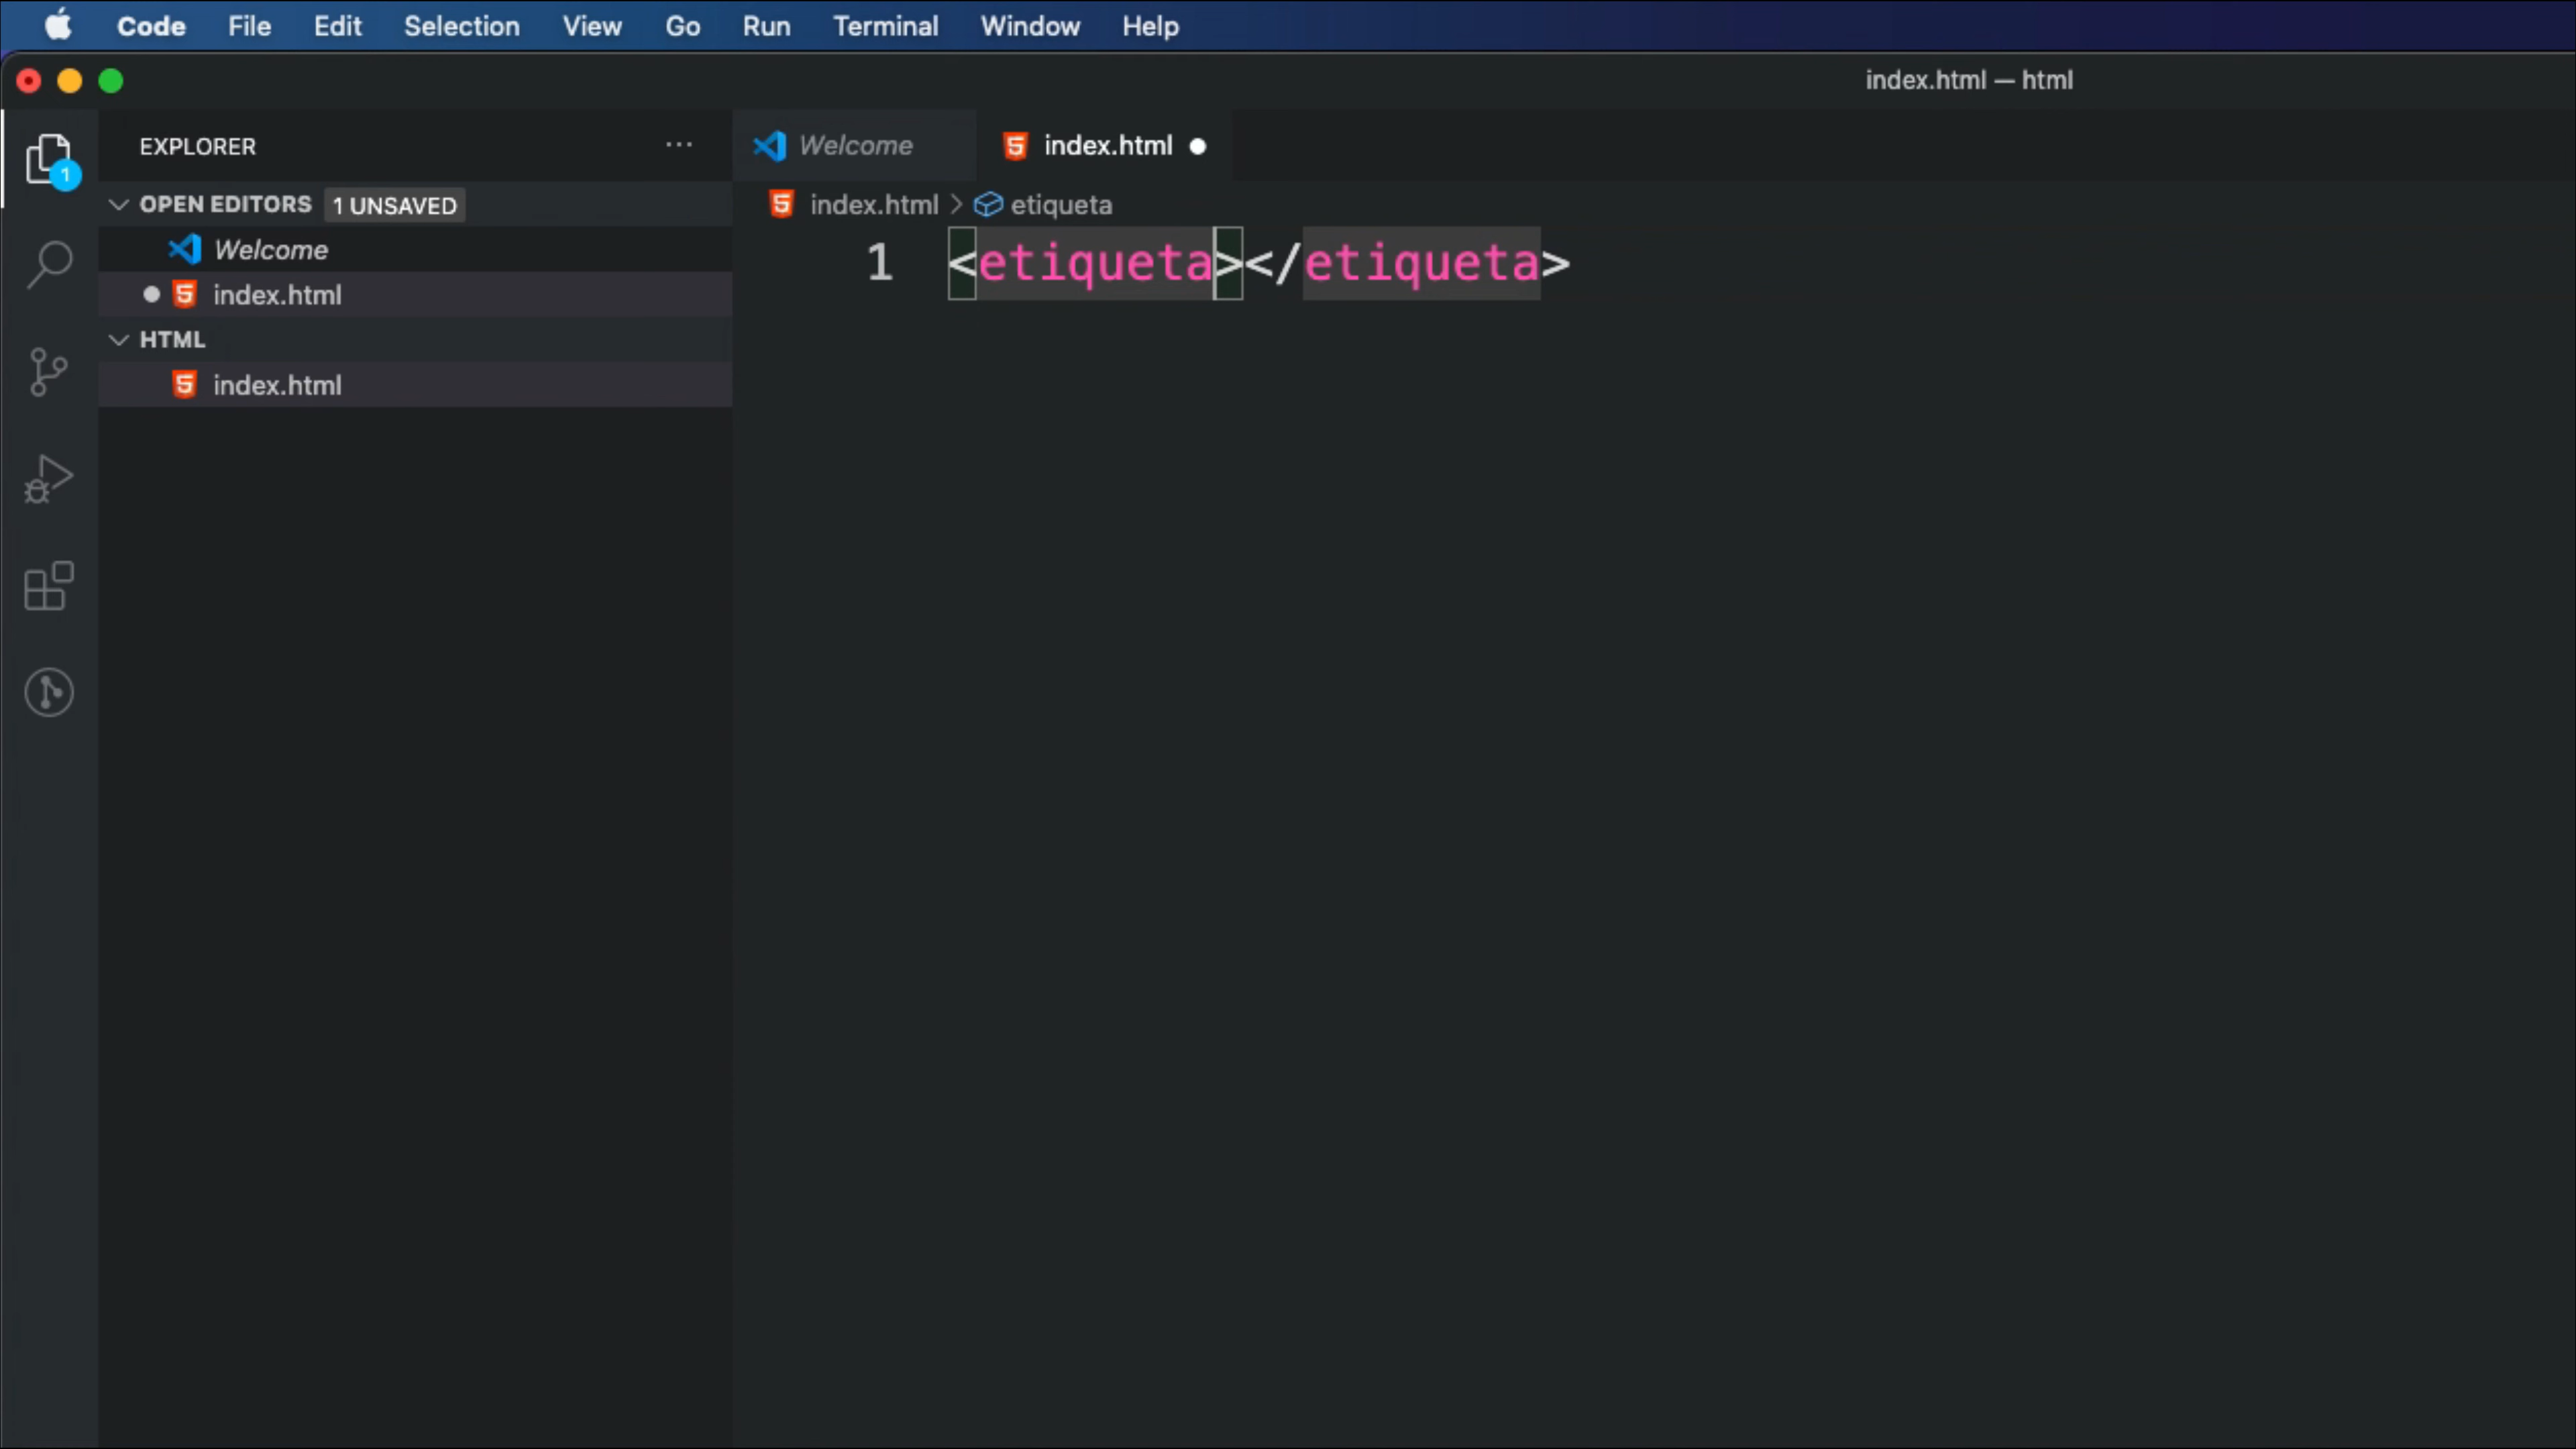 Code File Edit Selection View Go Run Terminal Window Help
index.html — html
EXPLORER ···
Welcome index.html
OPEN EDITORS 1 UNSAVED
index.html > etiqueta
Welcome
index.html
HTML
index.html
1
1 <etiqueta></etiqueta>